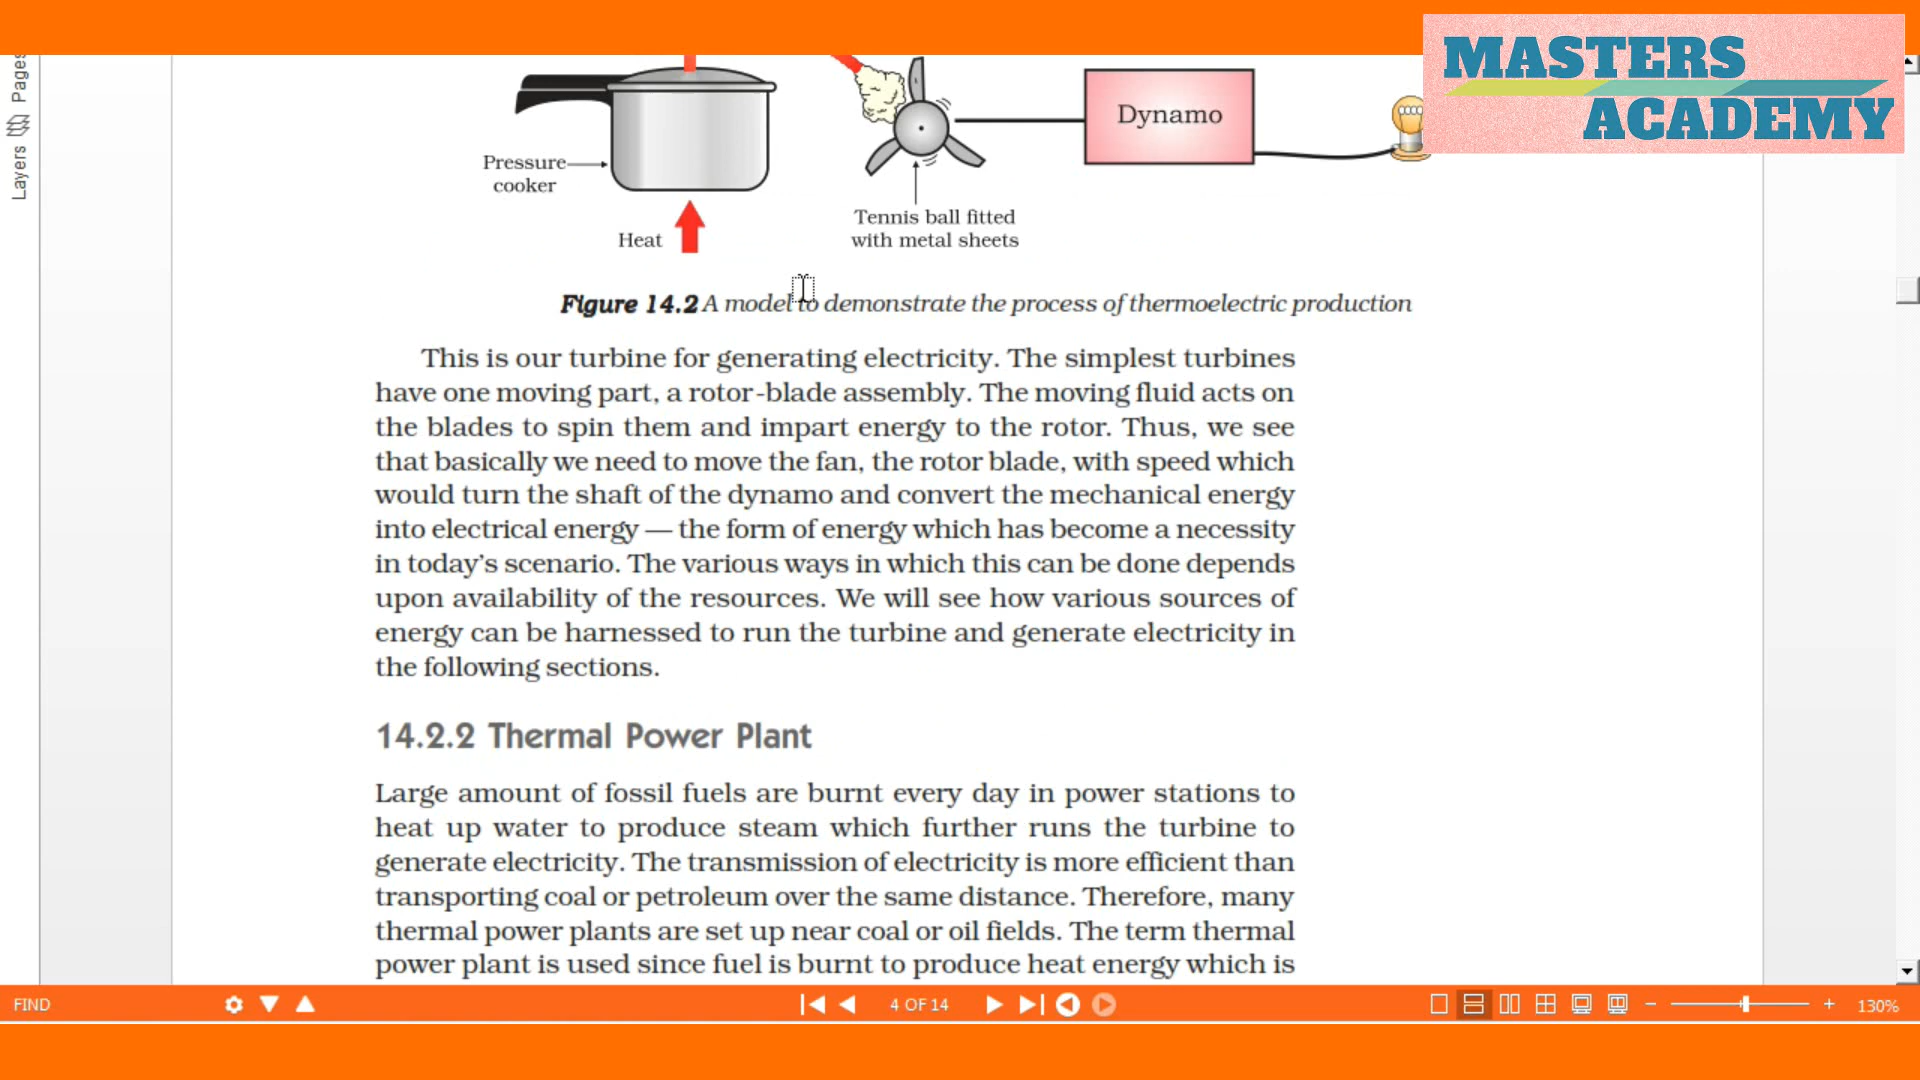 MASTERS
ACADEMY
Pages
Layers
Dynamo
Pressure
cooker
Heat
Tennis ball fitted
with metal sheets
Figure 14.2 A model to demonstrate the process of thermoelectric production
This is our turbine for generating electricity. The simplest turbines
have one moving part, a rotor-blade assembly. The moving fluid acts on
the blades to spin them and impart energy to the rotor. Thus, we see
that basically we need to move the fan, the rotor blade, with speed which
would turn the shaft of the dynamo and convert the mechanical energy
into electrical energy — the form of energy which has become a necessity
in today's scenario. The various ways in which this can be done depends
upon availability of the resources. We will see how various sources of
energy can be harnessed to run the turbine and generate electricity in
the following sections.
14.2.2 Thermal Power Plant
Large amount of fossil fuels are burnt every day in power stations to
heat up water to produce steam which further runs the turbine to
generate electricity. The transmission of electricity is more efficient than
transporting coal or petroleum over the same distance. Therefore, many
thermal power plants are set up near coal or oil fields. The term thermal
power plant is used since fuel is burnt to produce heat energy which is
FIND
4 OF 14
130%